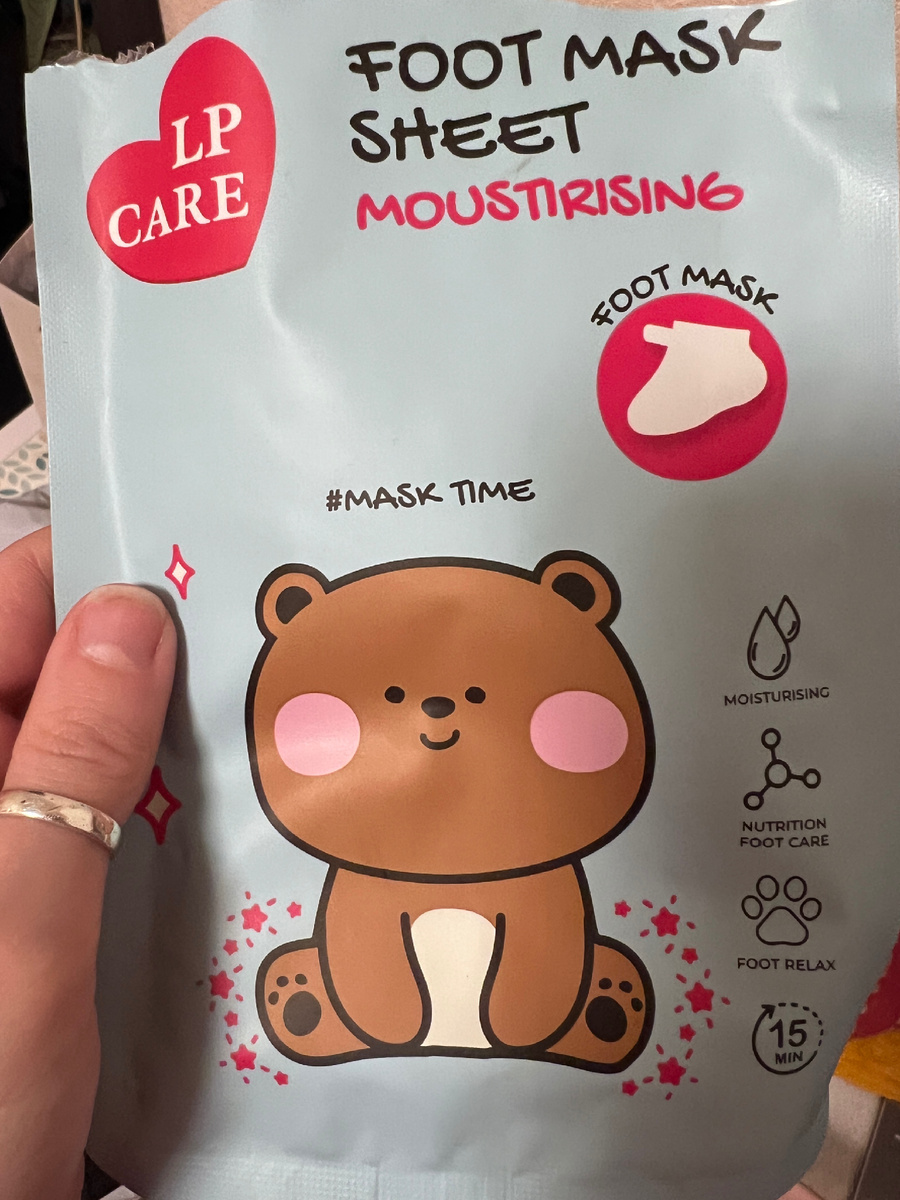 LP
CARE
FOOT MASK
SHEET
MOUSTIRISING
FOOT MASK
#MASK TIME
MOISTURISING
NUTRITION
FOOT CARE
FOOT RELAX
15
MIN